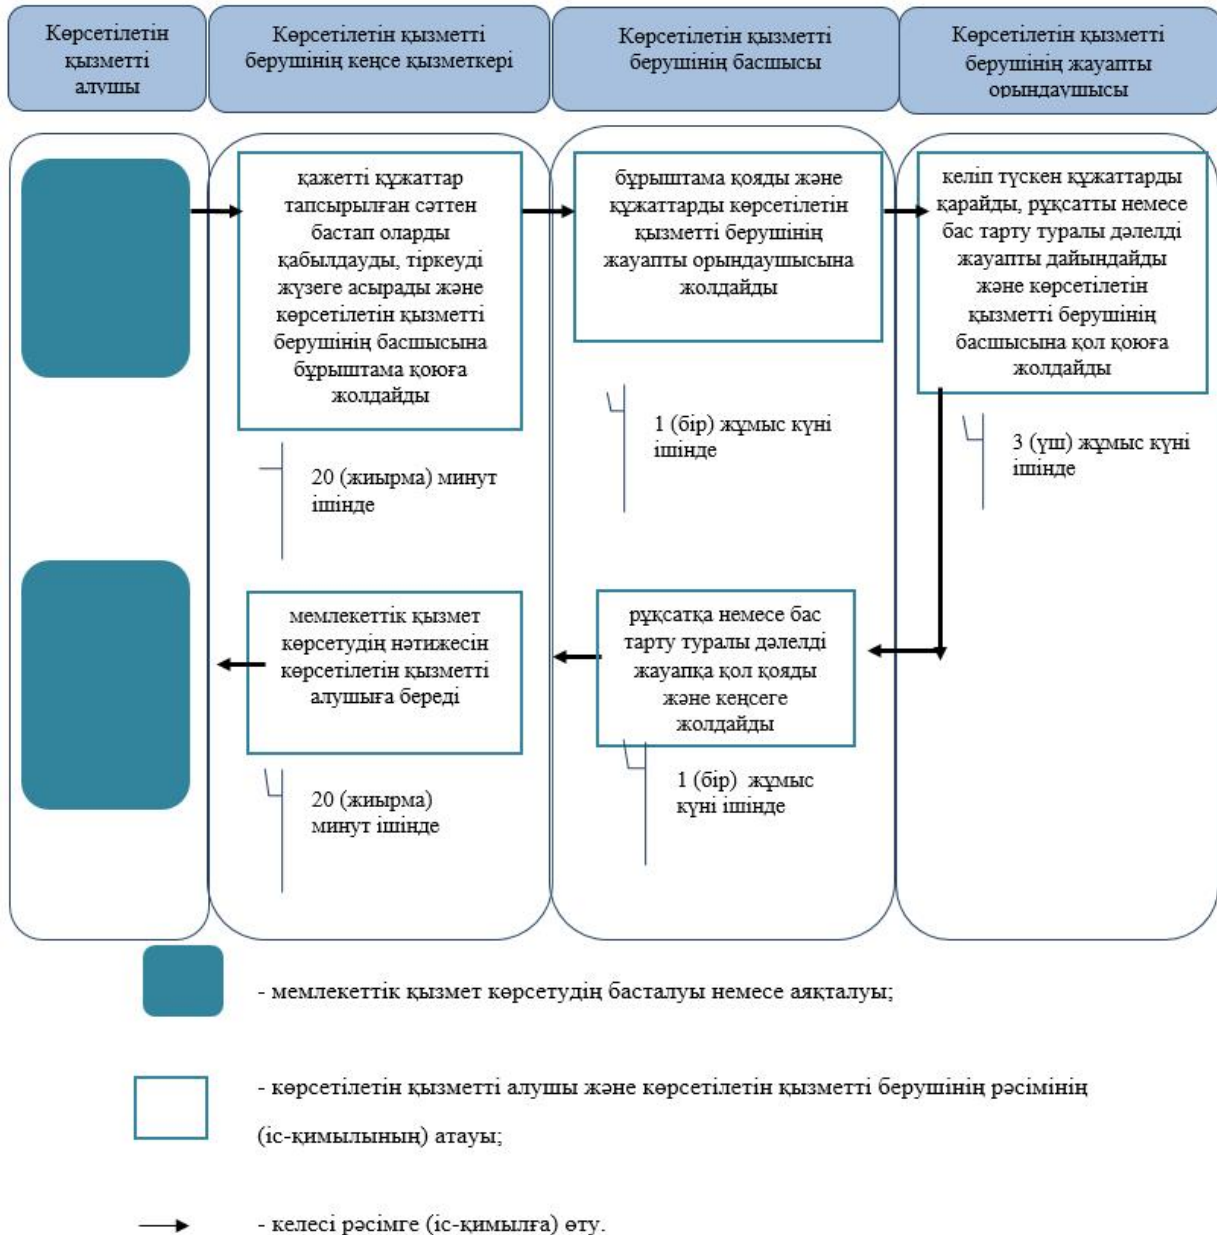 Көрсетілетін
қызметті
алушы
Көрсетілетін қызметті
берушінің кеңсе қызметкері
Көрсетілетін қызметті
берушінің басшысы
Көрсетілетін қызметті
берушінің жауапты
орындаушысы
қажетті құжаттар
тапсырылған сәттен
бастап оларды
қабылдауды, тіркеуді
жүзеге асырады және
көрсетілетін қызметті
берушінің басшысына
бұрыштама қоюға
жолдайды
20 (жиырма) минут
ішінде
бұрыштама қояды және
құжаттарды көрсетілетін
қызметті берушінің
жауапты орындаушысына
жолдайды
1 (бір) жұмыс күні
ішінде
келіп түскен құжаттарды
қарайды, рұқсатты немесе
бас тарту туралы дәлелді
жауапты дайындайды
және көрсетілетін
қызметті берушінің
басшысына қол қоюға
жолдайды
3 (үш) жұмыс күні
ішінде
мемлекеттік қызмет
көрсетудің нәтижесін
көрсетілетін қызметті
алушыға береді
20 (жиырма)
минут ішінде
рұқсатқа немесе бас
тарту туралы дәлелді
жауапқа қол қояды
және кеңсеге
жолдайды
1 (бір) жұмыс
күні ішінде
- мемлекеттік қызмет көрсетудің басталуы немесе аяқталуы;
- көрсетілетін қызметті алушы және көрсетілетін қызметті берушінің рәсімінің
(іс-қимылының) атауы;
- келесі рәсімге (іс-қимылға) өту.